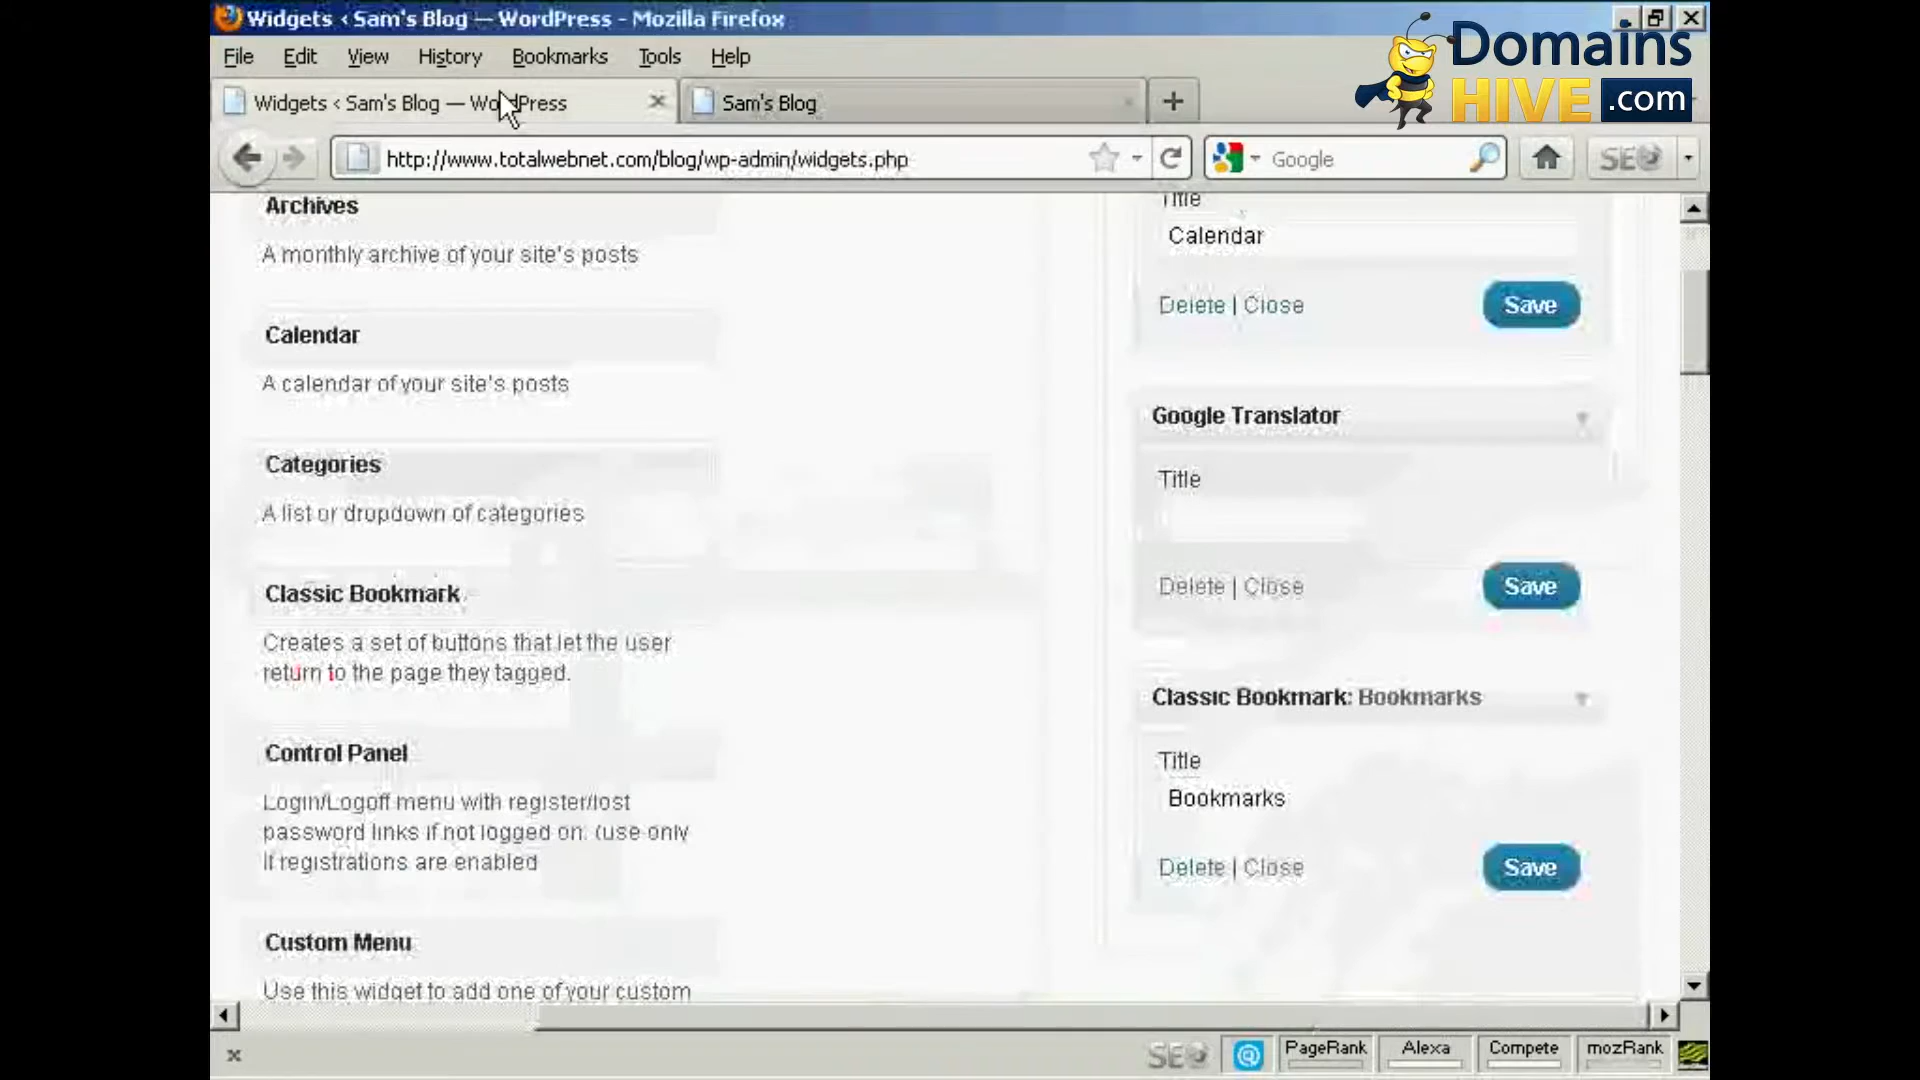 Widgets ‹ Sam's Blog — WordPress - Mozilla Firefox
File Edit View History Bookmarks Tools Help
Domains
HIVE .com
Widgets ‹ Sam's Blog — WordPress
Sam's Blog
http://www.totalwebnet.com/blog/wp-admin/widgets.php
Google
SEO
Archives
A monthly archive of your site's posts
Calendar
A calendar of your site's posts
Categories
A list or dropdown of categories
Classic Bookmark
Creates a set of buttons that let the user
return to the page they tagged.
Control Panel
Login/Logoff menu with register/lost
password links if not logged on. (use only
if registrations are enabled
Custom Menu
Use this widget to add one of your custom
Title
Calendar
Delete | Close
Save
Google Translator
Title
Delete | Close
Save
Classic Bookmark: Bookmarks
Title
Bookmarks
Delete | Close
Save
SEO
PageRank
Alexa
Compete
mozRank